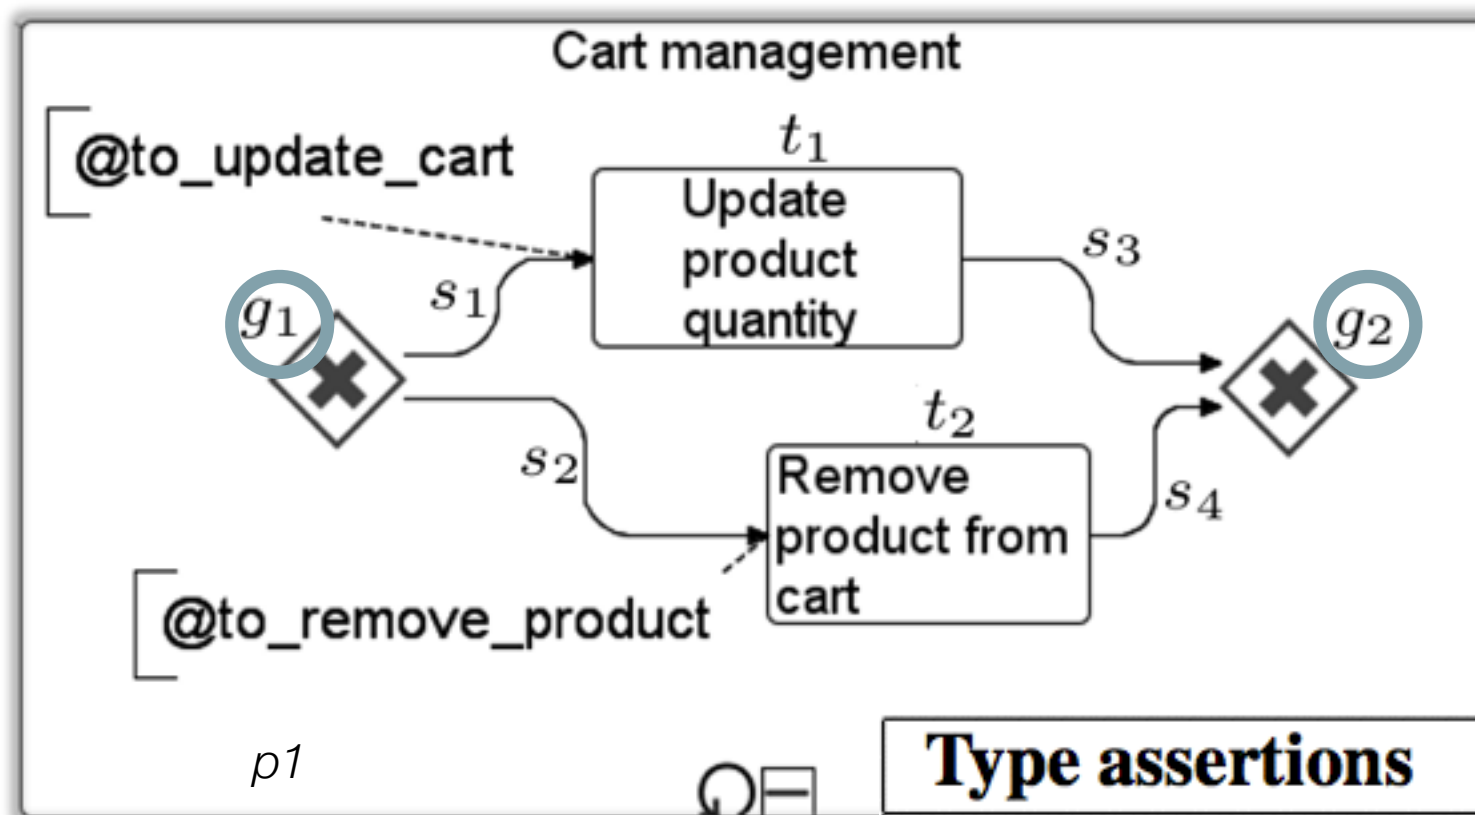 Cart management
@to_update_cart
t1
Update
product
quantity
s3
g1
s1
g2
t2
s2
Remove
product from
cart
s4
@to_remove_product
p1
Type assertions